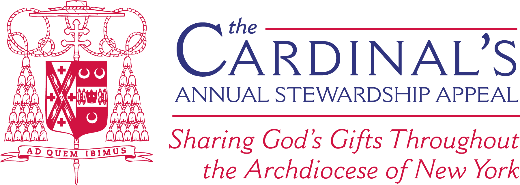 the
CARDINAL'S
ANNUAL STEWARDSHIP APPEAL
Sharing God's Gifts Throughout
the Archdiocese of New York
AD QUEM IBIMUS